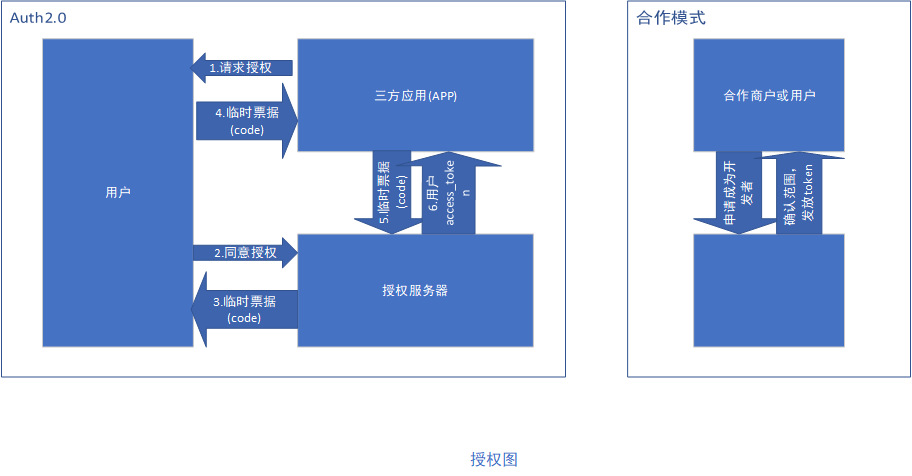 Auth2.0
1.请求授权
三方应用(APP)
4.临时票据
(code)
用户
5.临时票据
(code)
6.用户
access_toke
n
2.同意授权
授权服务器
3.临时票据
(code)
合作模式
合作商户或用户
申请成为开
发者
确认范围，
发放token
授权图